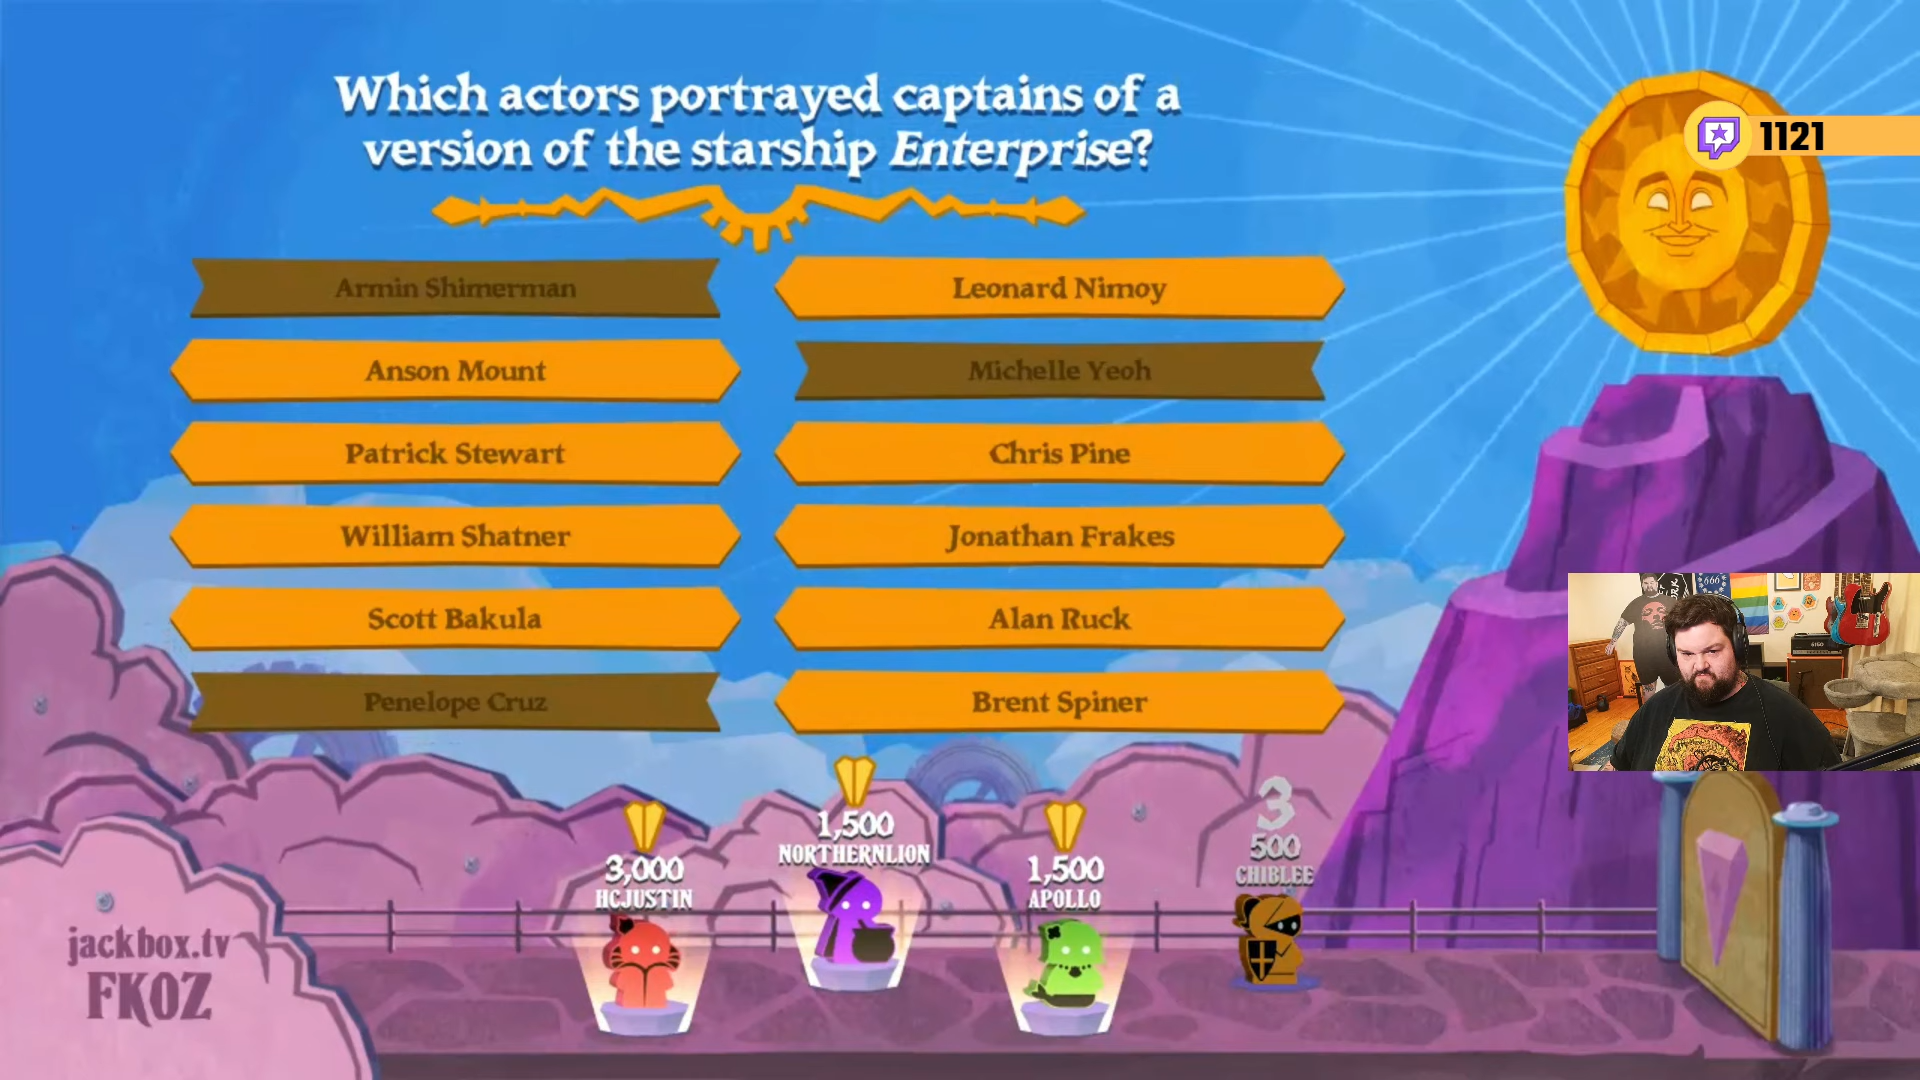 Which actors portrayed captains of a
version of the starship Enterprise?
1121
Armin Shimerman
Leonard Nimoy
Anson Mount
Michelle Yeoh
Patrick Stewart
Chris Pine
William Shatner
Jonathan Frakes
Scott Bakula
Alan Ruck
Penelope Cruz
Brent Spiner
666
3,000
HCJUSTIN
1,500
NORTHERNLION
1,500
APOLLO
3
500
CHIBLEE
jackbox.tv
FKOZ